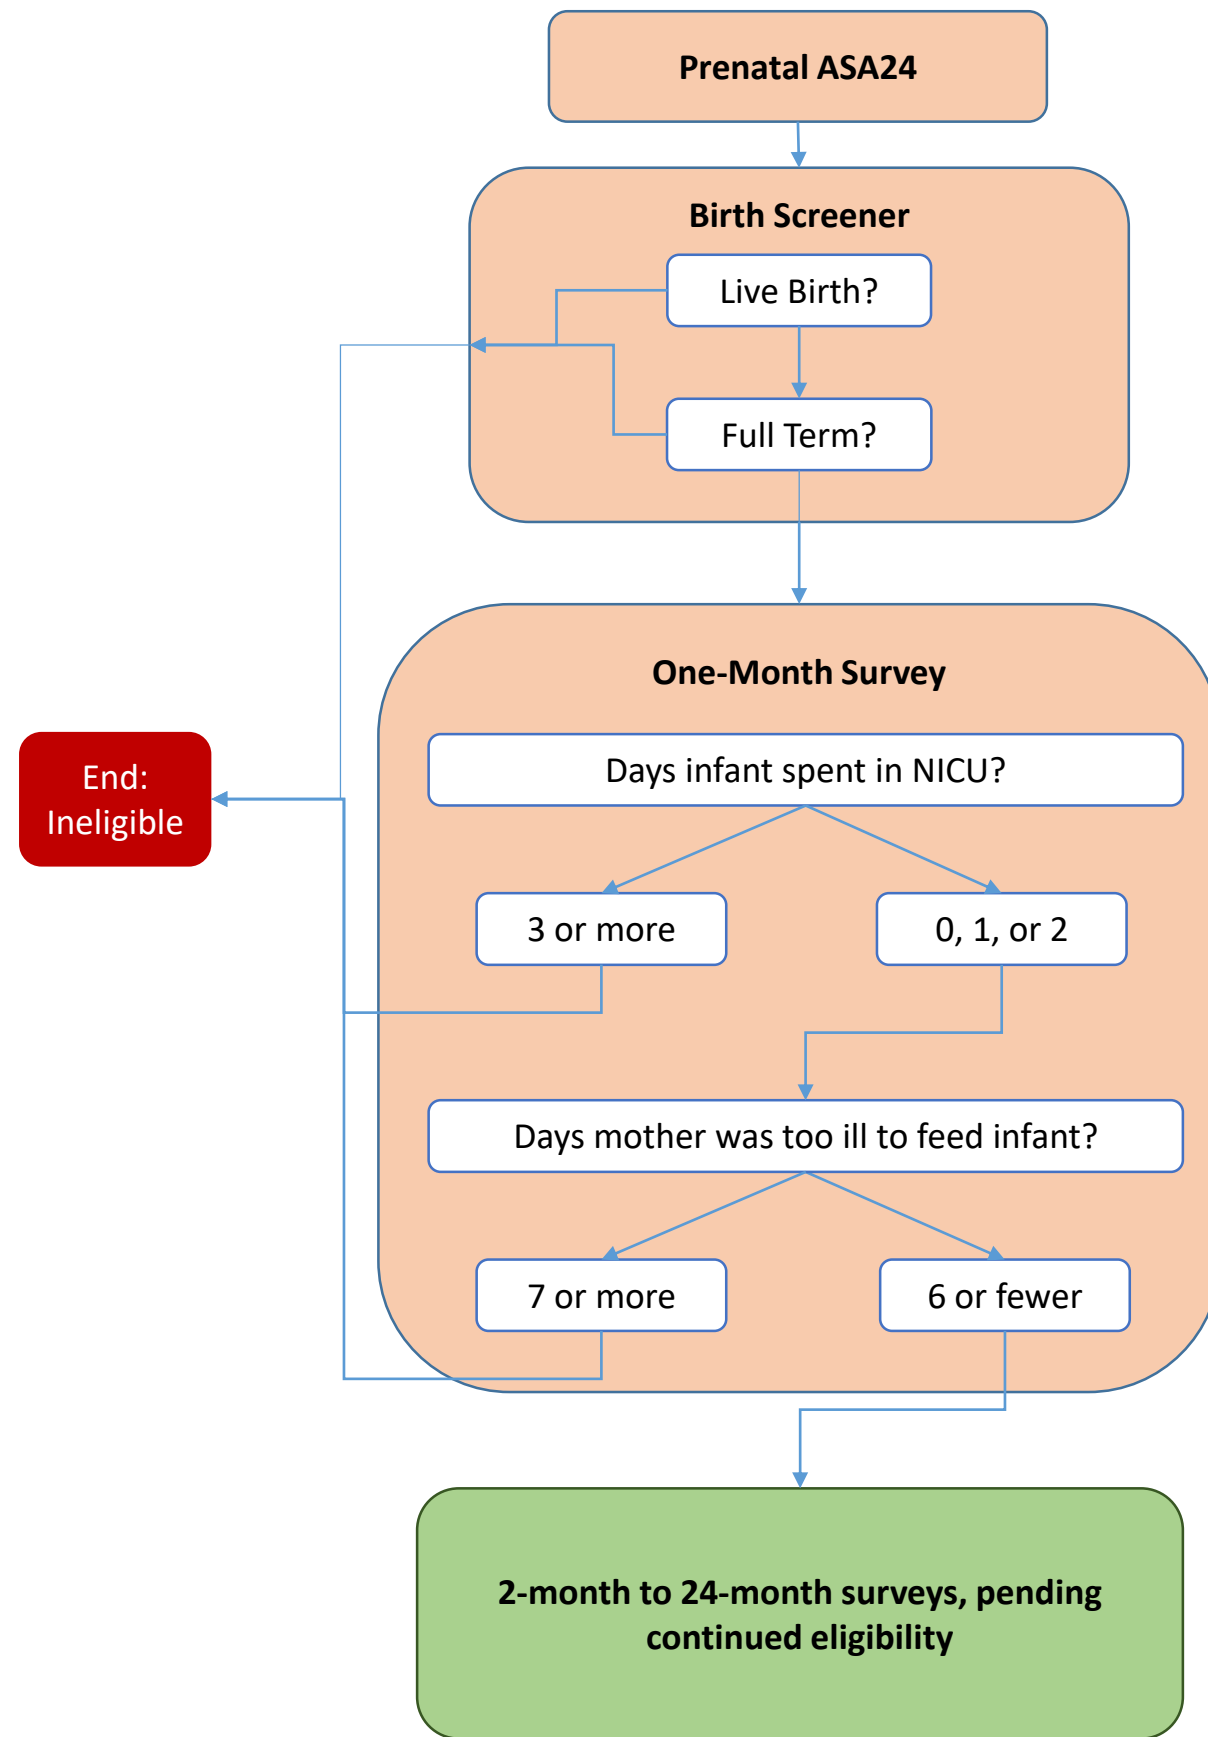 Prenatal ASA24
Birth Screener
Live Birth?
Full Term?
One-Month Survey
Days infant spent in NICU?
End:
Ineligible
3 or more
0, 1, or 2
Days mother was too ill to feed infant?
7 or more
6 or fewer
2-month to 24-month surveys, pending
continued eligibility